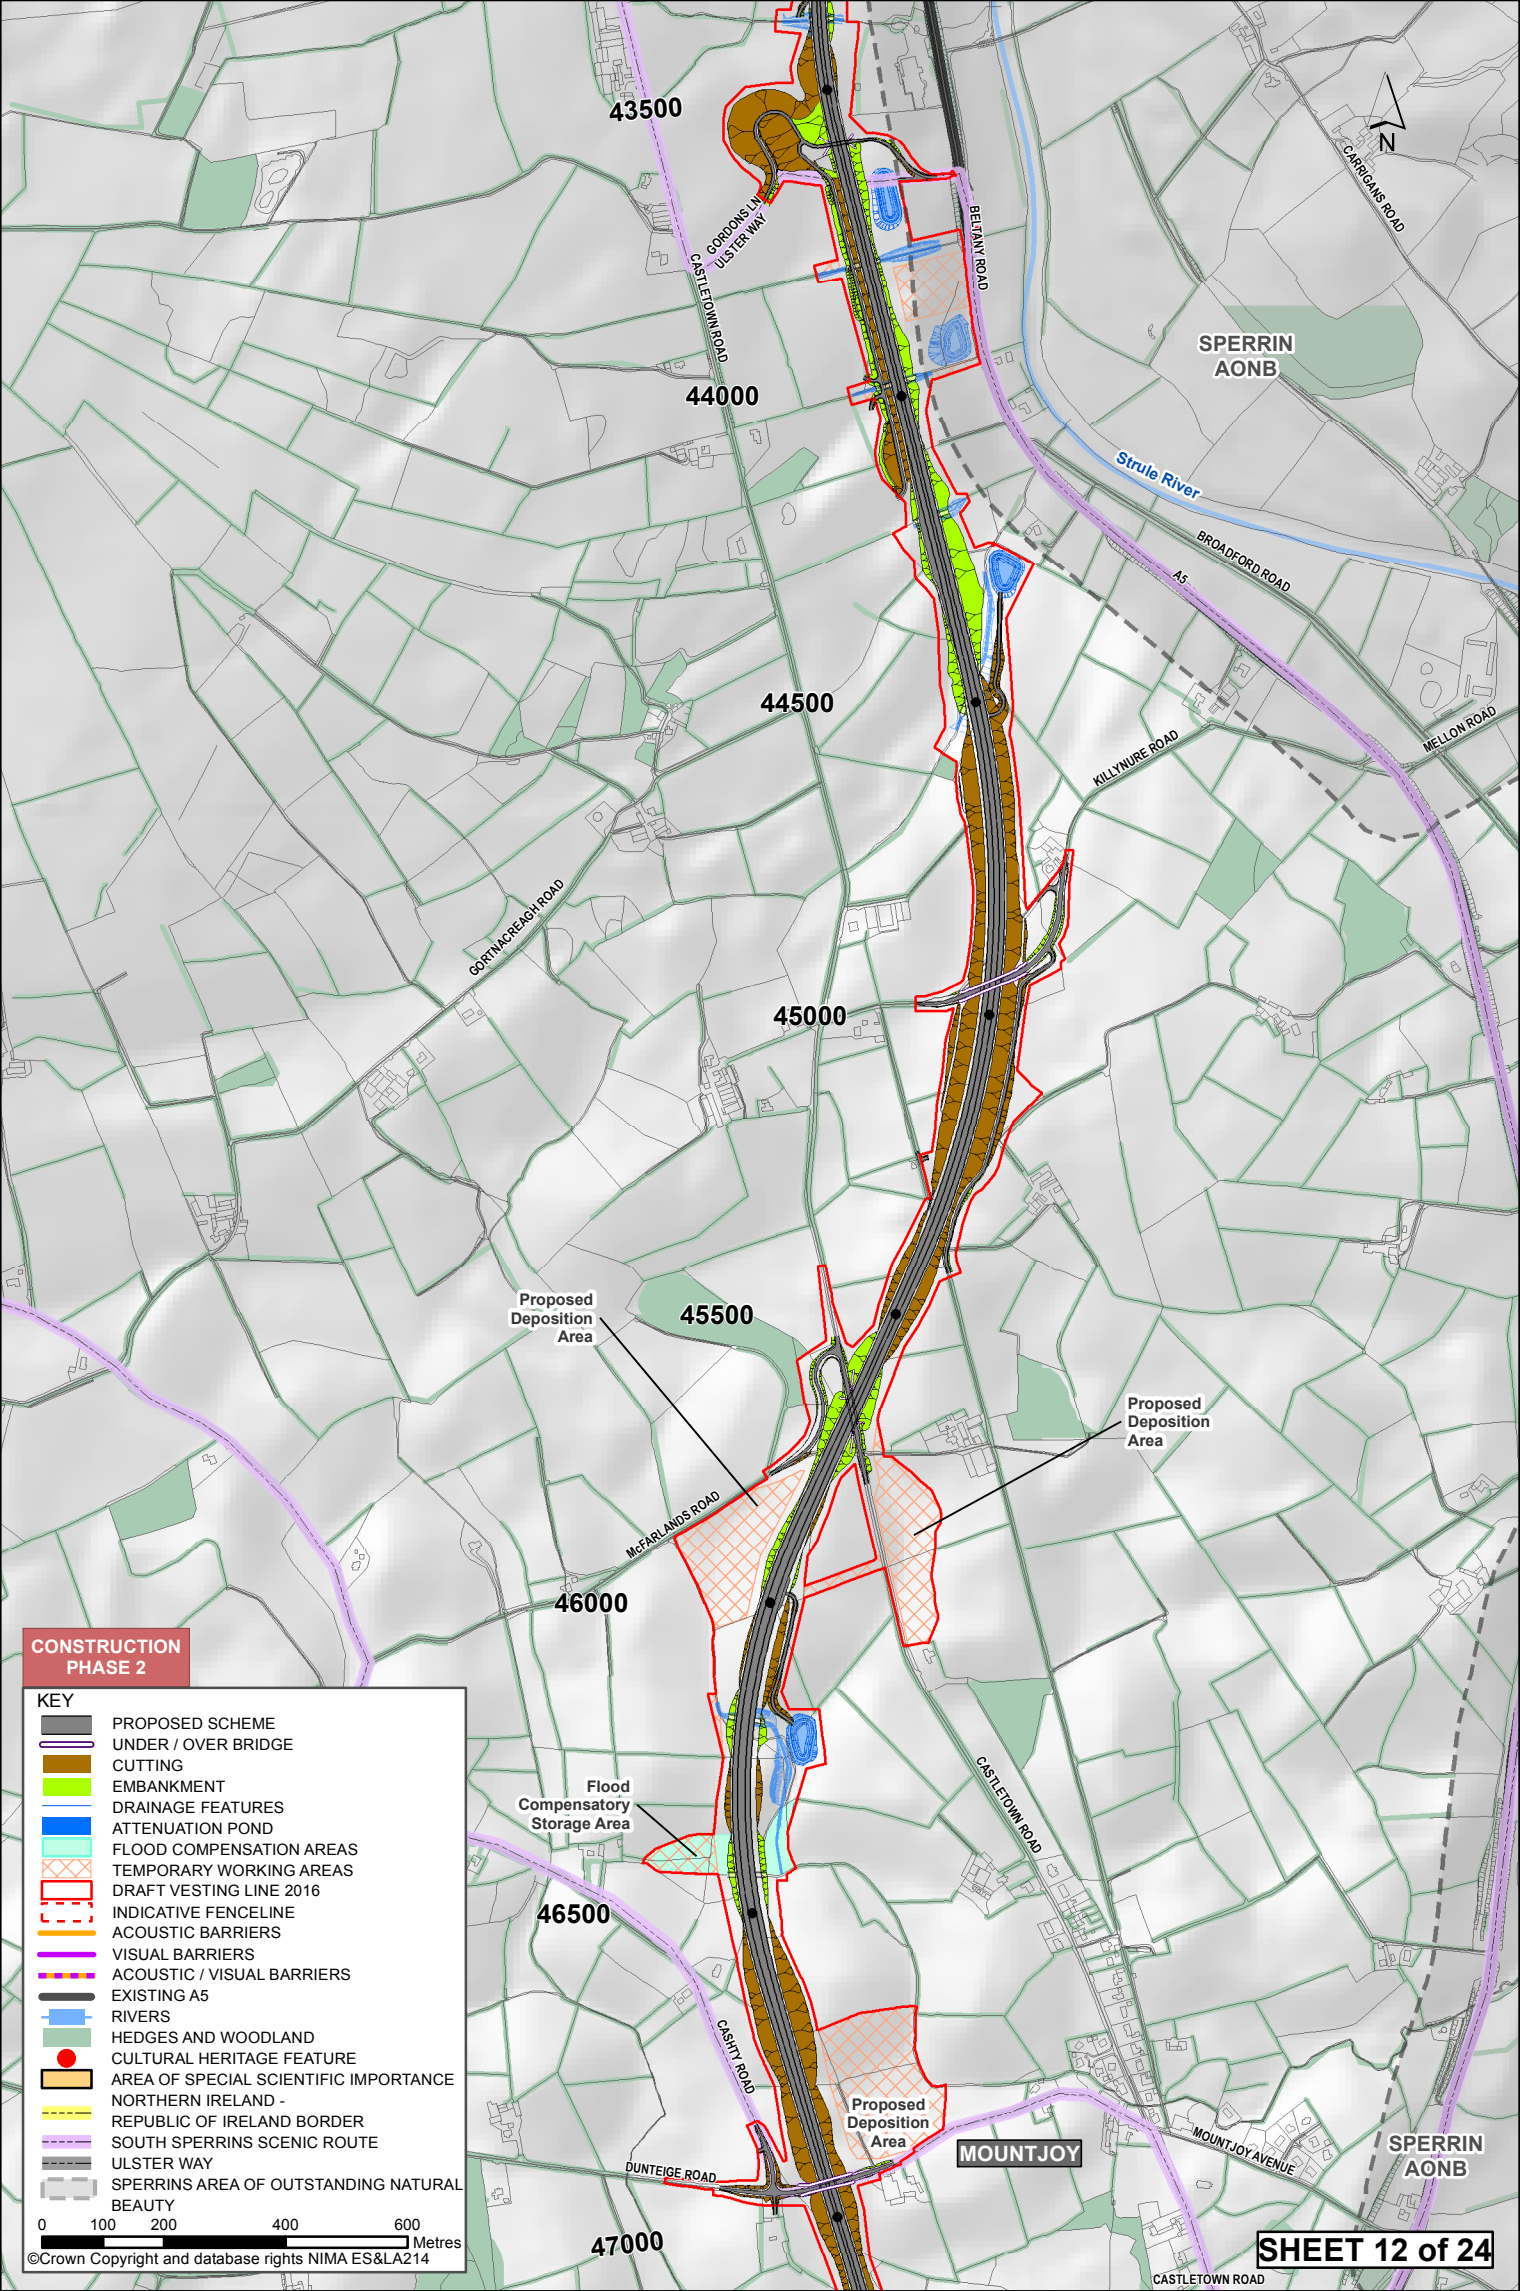 43500
N
CARRIGANS ROAD
GORDONS LN
ULSTER WAY
BELTANY ROAD
CASTLETOWN ROAD
SPERRIN
AONB
44000
Strule River
BROADFORD ROAD
A5
44500
MELLON ROAD
KILLYNURE ROAD
GORTNACREAGH ROAD
45000
Proposed
Deposition
Area
45500
Proposed
Deposition
Area
McFARLANDS ROAD
46000
CONSTRUCTION
PHASE 2
KEY
PROPOSED SCHEME
UNDER / OVER BRIDGE
CUTTING
EMBANKMENT
DRAINAGE FEATURES
ATTENUATION POND
FLOOD COMPENSATION AREAS
TEMPORARY WORKING AREAS
DRAFT VESTING LINE 2016
INDICATIVE FENCELINE
ACOUSTIC BARRIERS
VISUAL BARRIERS
ACOUSTIC / VISUAL BARRIERS
EXISTING A5
RIVERS
HEDGES AND WOODLAND
CULTURAL HERITAGE FEATURE
AREA OF SPECIAL SCIENTIFIC IMPORTANCE
NORTHERN IRELAND -
REPUBLIC OF IRELAND BORDER
SOUTH SPERRINS SCENIC ROUTE
ULSTER WAY
SPERRINS AREA OF OUTSTANDING NATURAL
BEAUTY
0 100 200 400 600
Metres
©Crown Copyright and database rights NIMA ES&LA214
Flood
Compensatory
Storage Area
CASTLETOWN ROAD
46500
CASHTY ROAD
Proposed
Deposition
Area
MOUNTJOY
MOUNTJOY AVENUE
SPERRIN
AONB
DUNTEIGE ROAD
47000
SHEET 12 of 24
CASTLETOWN ROAD